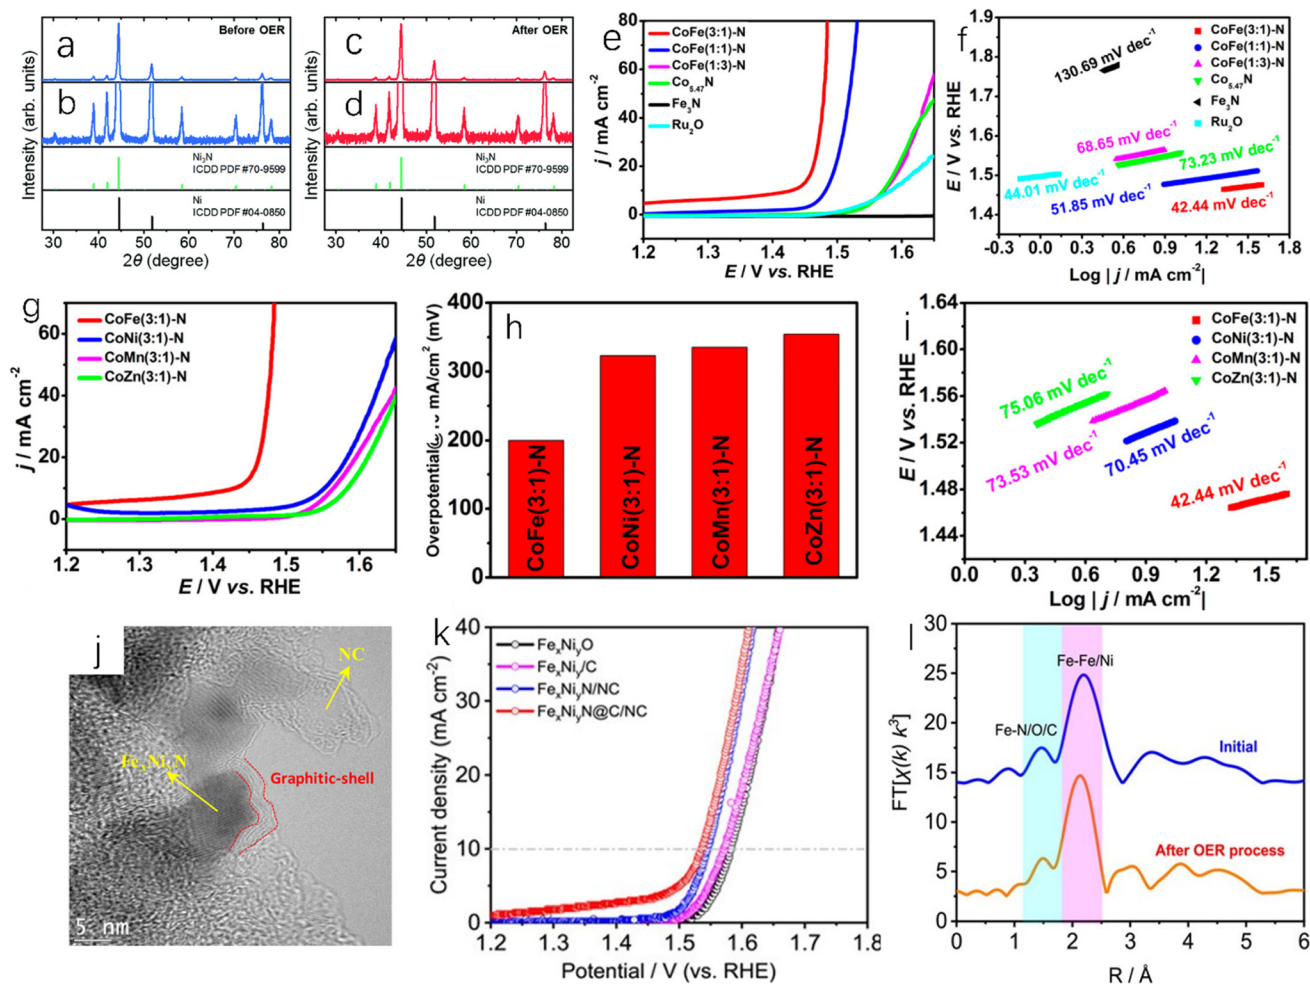 a
Before OER
b
Intensity (arb. units)
Ni₃N
ICDD PDF #70-9599
Ni
ICDD PDF #04-0850
30 40 50 60 70 80
2θ (degree)
c
After OER
d
Intensity (arb. units)
Ni₃N
ICDD PDF #70-9599
Ni
ICDD PDF #04-0850
30 40 50 60 70 80
2θ (degree)
e
CoFe(3:1)-N
CoFe(1:1)-N
CoFe(1:3)-N
Co₅.₄₇N
Fe₃N
Ru₂O
j / mA cm⁻²
80
60
40
20
0
1.2 1.3 1.4 1.5 1.6
E / V vs. RHE
f
CoFe(3:1)-N
CoFe(1:1)-N
CoFe(1:3)-N
Co₅.₄₇N
Fe₃N
Ru₂O
130.69 mV dec⁻¹
68.65 mV dec⁻¹
73.23 mV dec⁻¹
44.01 mV dec⁻¹
51.85 mV dec⁻¹
42.44 mV dec⁻¹
E / V vs. RHE
1.9
1.8
1.7
1.6
1.5
1.4
-0.3 0.0 0.3 0.6 0.9 1.2 1.5 1.8
Log | j / mA cm⁻²|
g
CoFe(3:1)-N
CoNi(3:1)-N
CoMn(3:1)-N
CoZn(3:1)-N
j / mA cm⁻²
60
40
20
0
1.2 1.3 1.4 1.5 1.6
E / V vs. RHE
h
mA/cm² (mV)
400
300
200
100
0
CoFe(3:1)-N
CoNi(3:1)-N
CoMn(3:1)-N
CoZn(3:1)-N
i
CoFe(3:1)-N
CoNi(3:1)-N
CoMn(3:1)-N
CoZn(3:1)-N
75.06 mV dec⁻¹
73.53 mV dec⁻¹
70.45 mV dec⁻¹
42.44 mV dec⁻¹
E / V vs. RHE
1.64
1.60
1.56
1.52
1.48
1.44
0.0 0.3 0.6 0.9 1.2 1.5
Log | j / mA cm⁻²|
j
NC
Graphitic-shell
5 nm
k
FeₓNiᵧO
FeₓNiᵧ/C
FeₓNiᵧN/NC
FeₓNiᵧN@C/NC
Current density (mA cm⁻²)
40
30
20
10
0
1.2 1.3 1.4 1.5 1.6 1.7 1.8
Potential / V (vs. RHE)
l
Fe-Fe/Ni
Fe-N/O/C
Initial
After OER process
FT[χ(k) k³]
30
25
20
15
10
5
0
0 1 2 3 4 5 6
R / Å